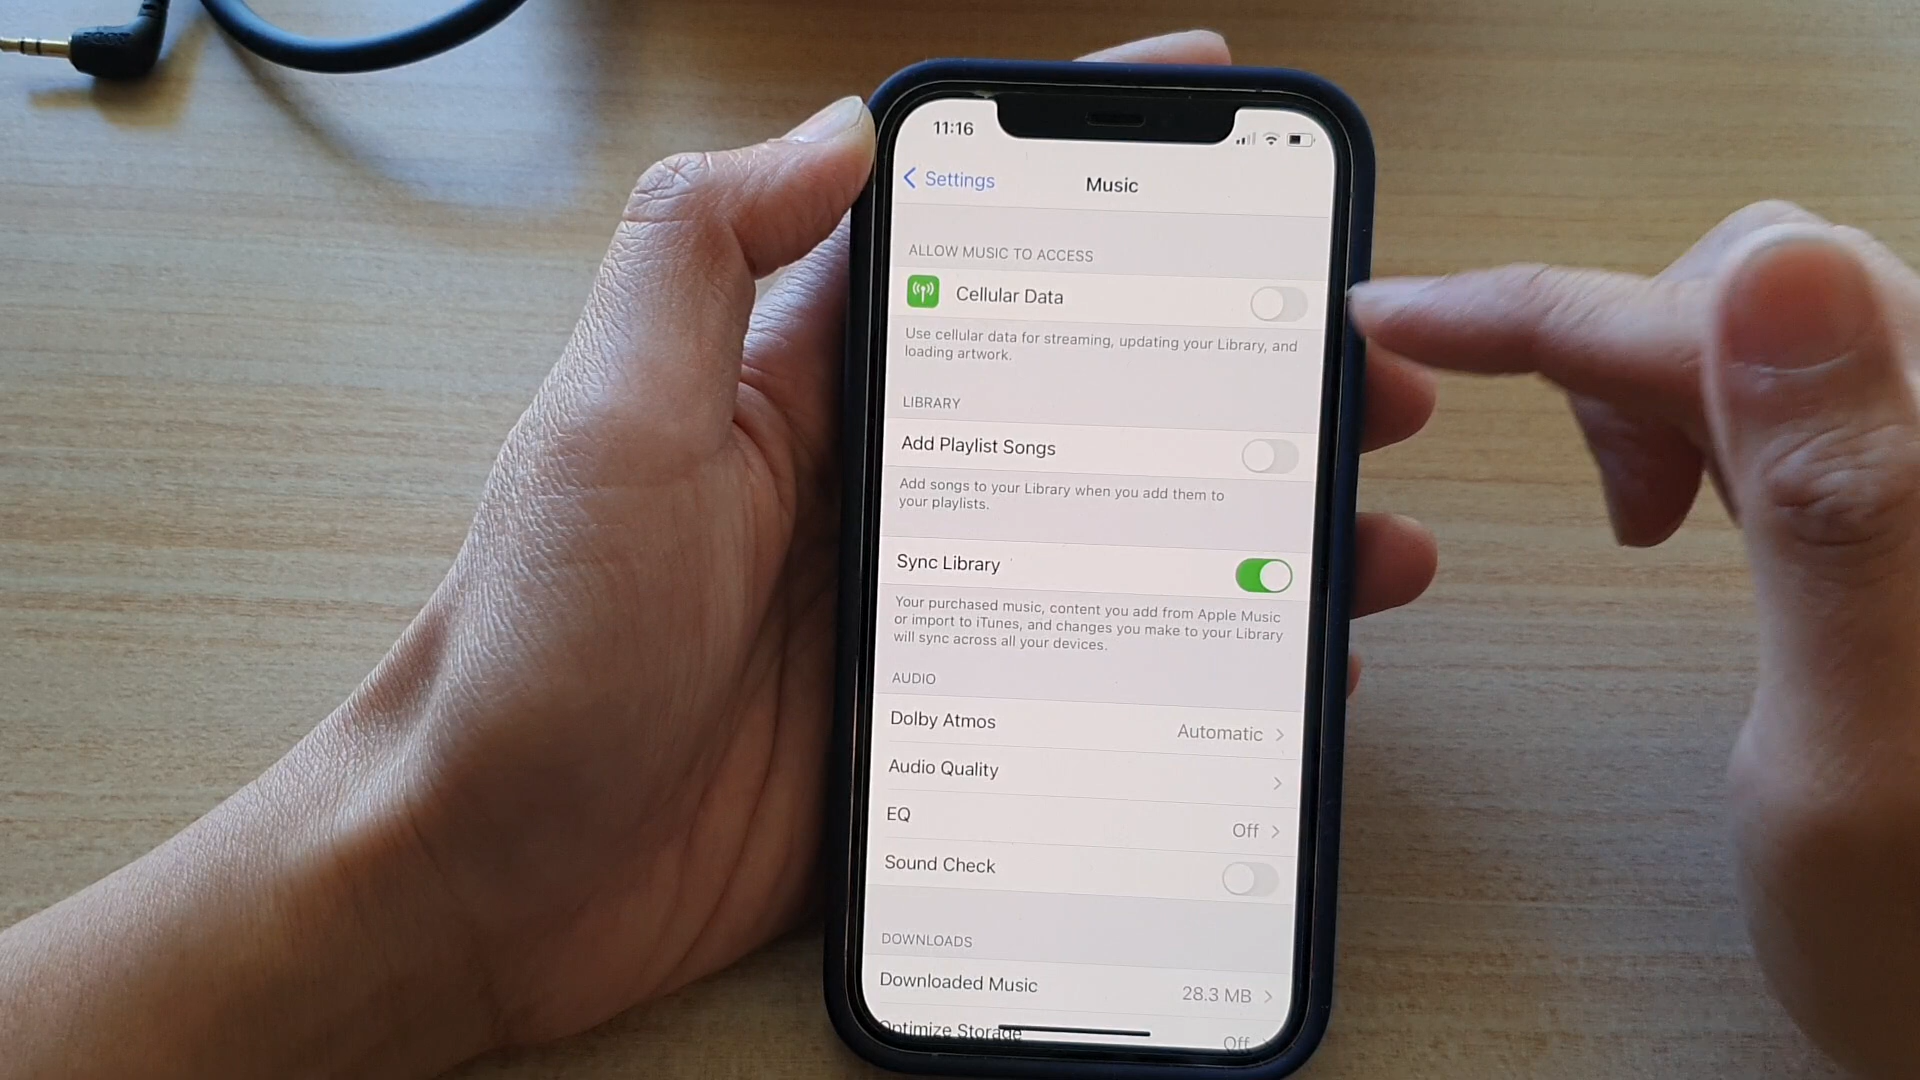 11:16
Settings
Music
ALLOW MUSIC TO ACCESS
Cellular Data
Use cellular data for streaming, updating your Library, and
loading artwork.
LIBRARY
Add Playlist Songs
Add songs to your Library when you add them to
your playlists.
Sync Library
Your purchased music, content you add from Apple Music
or import to iTunes, and changes you make to your Library
will sync across all your devices.
AUDIO
Dolby Atmos Automatic
Audio Quality
EQ Off
Sound Check
DOWNLOADS
Downloaded Music 28.3 MB
Optimize Storage Off